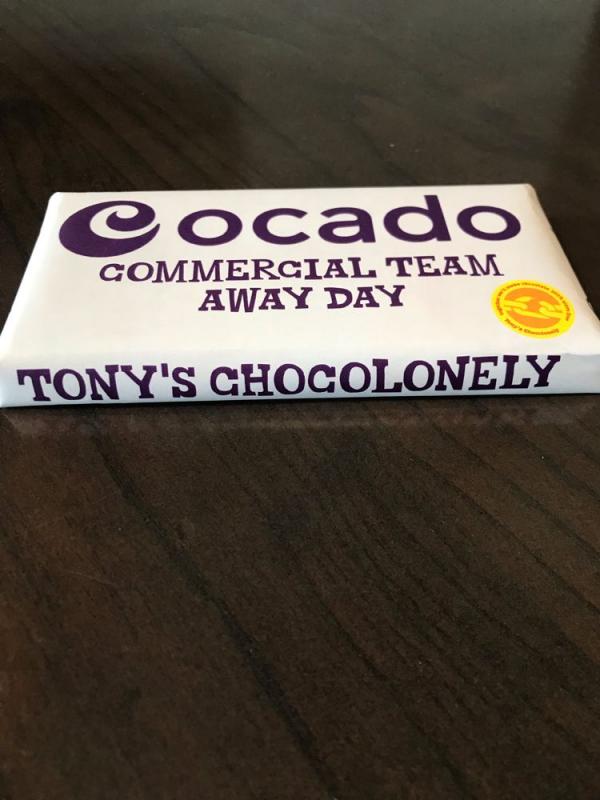 ocado
COMMERCIAL TEAM
AWAY DAY
TONY'S CHOCOLONELY